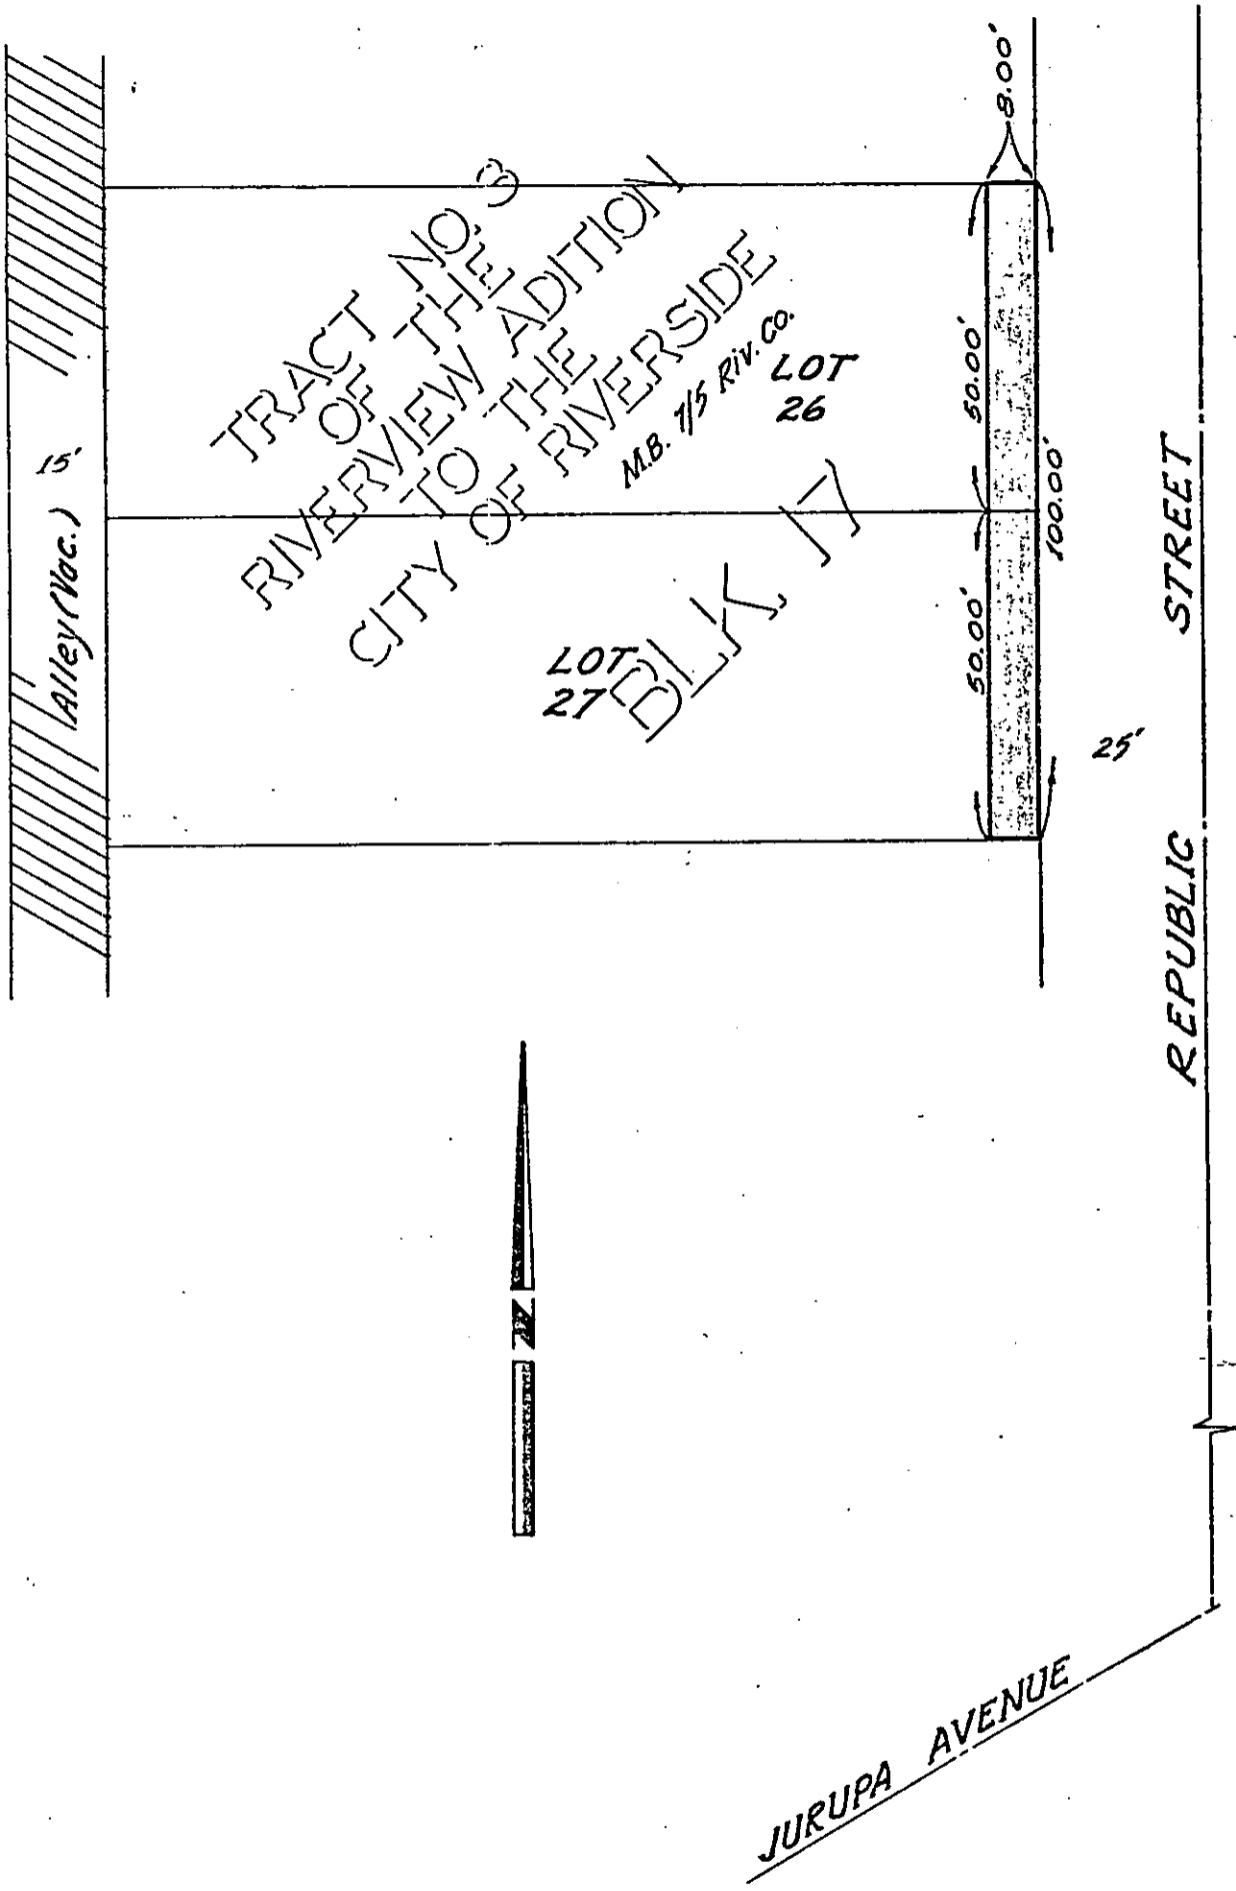 8.00'
TRACT NO. 3
OF THE
RIVERVIEW ADITION
TO THE
CITY OF RIVERSIDE
M.B. 7/5 RIV. CO.
LOT
26
50.00'
15'
Alley (Vac.)
100.00'
BLK 17
LOT
27
50.00'
25'
REPUBLIC STREET
N
JURUPA AVENUE